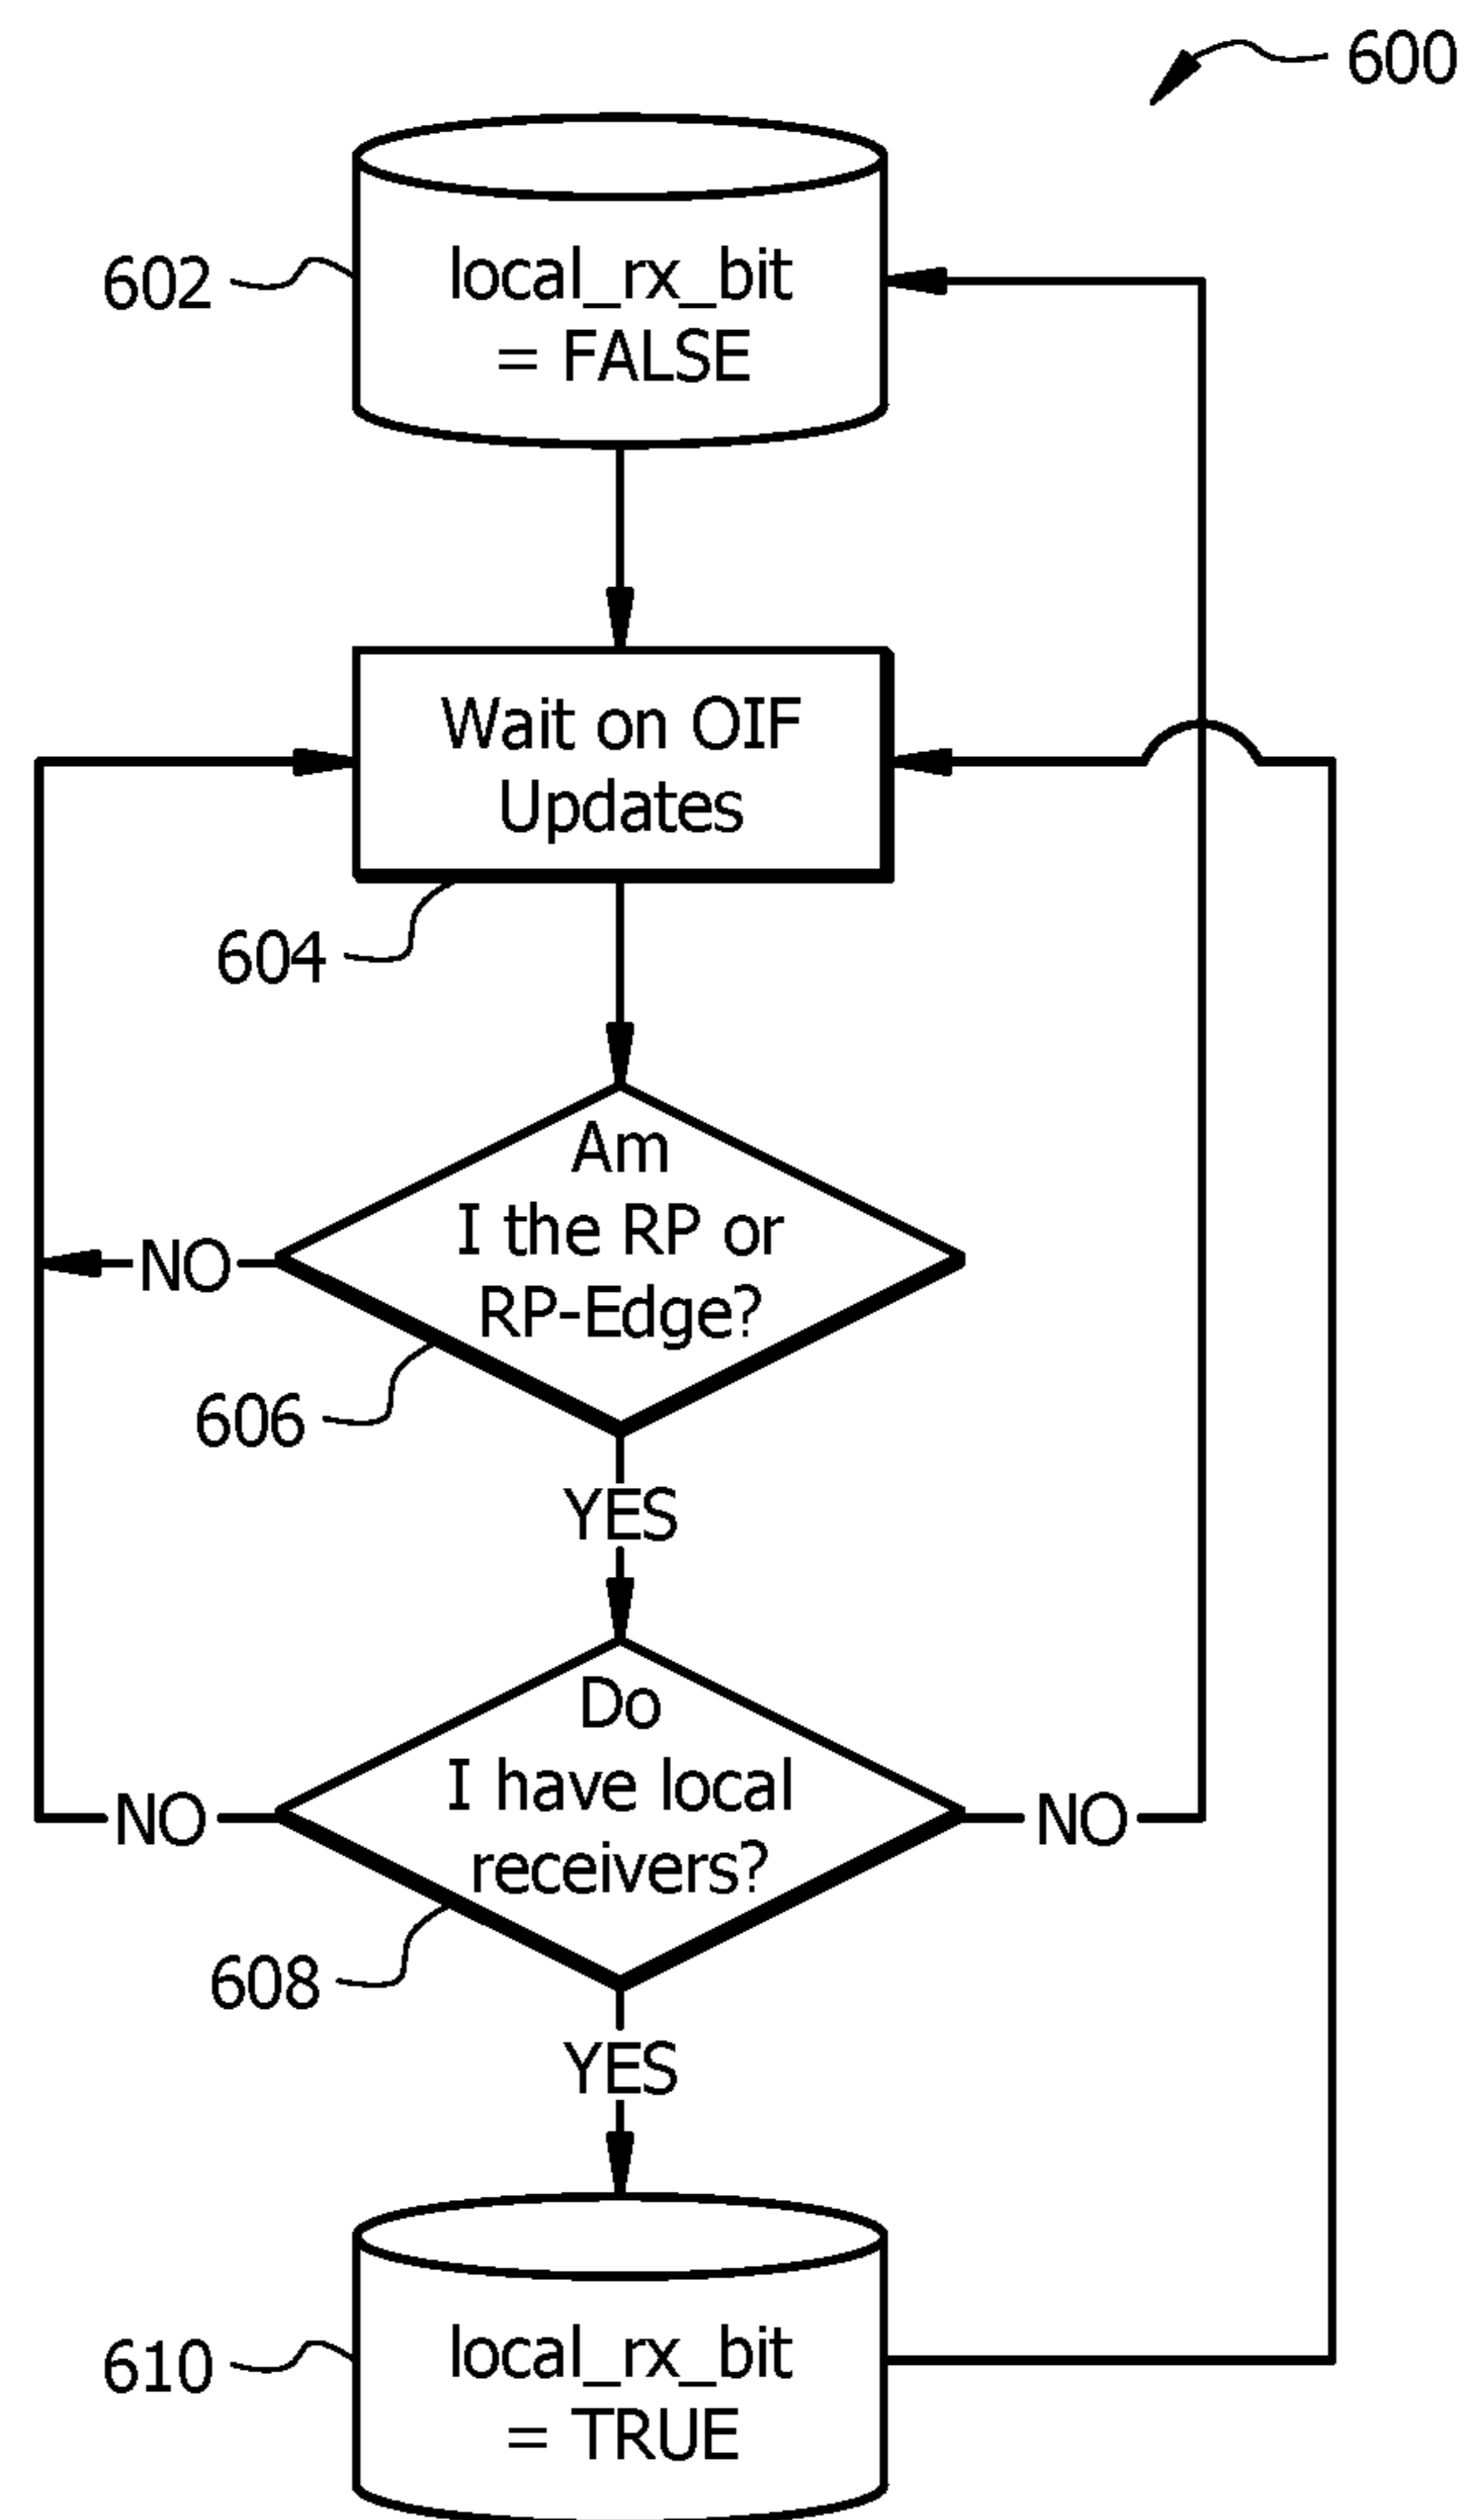 600
602
local_rx_bit
= FALSE
Wait on OIF
Updates
604
Am
I the RP or
RP-Edge?
NO
606
YES
Do
I have local
receivers?
NO
NO
608
YES
610
local_rx_bit
= TRUE